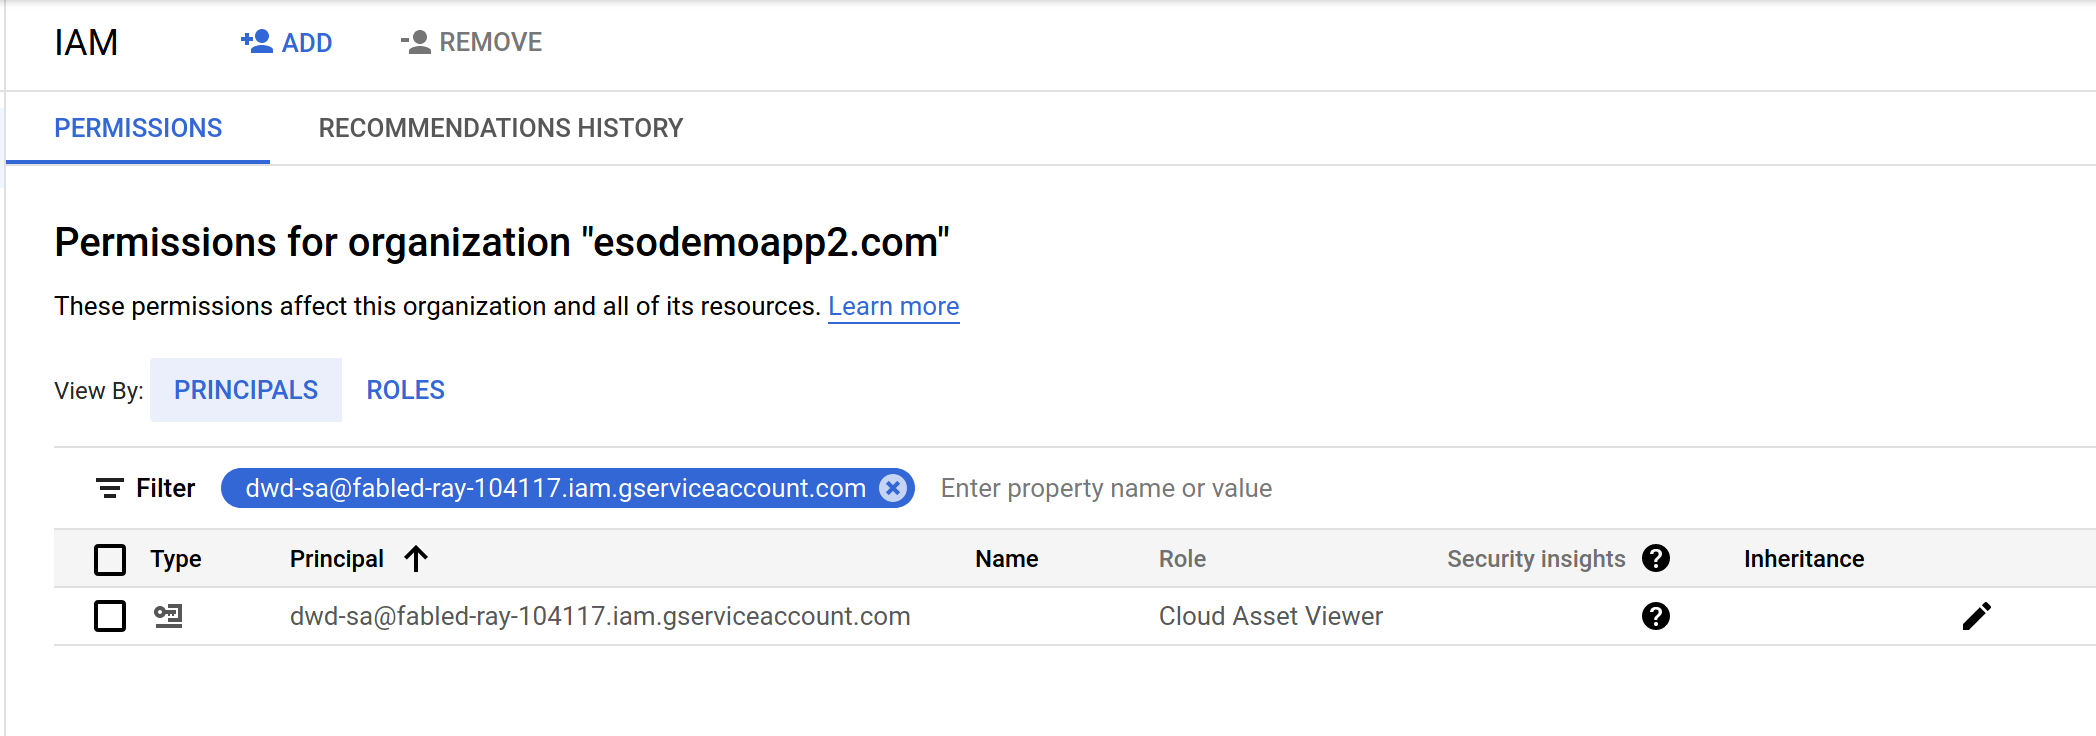 IAM ADD REMOVE
PERMISSIONS RECOMMENDATIONS HISTORY
Permissions for organization "esodemoapp2.com"
These permissions affect this organization and all of its resources. Learn more
View By: PRINCIPALS ROLES
Filter dwd-sa@fabled-ray-104117.iam.gserviceaccount.com Enter property name or value
Type Principal Name Role Security insights ? Inheritance
dwd-sa@fabled-ray-104117.iam.gserviceaccount.com Cloud Asset Viewer ?